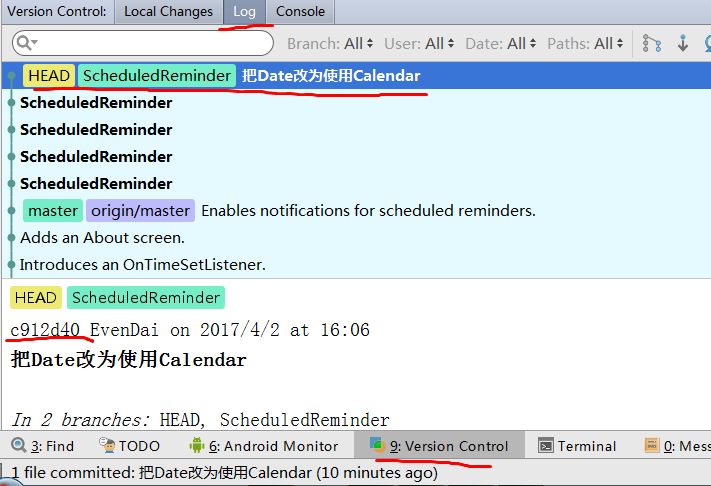 Version Control: Local Changes Log Console
Branch: All User: All Date: All Paths: All
HEAD ScheduledReminder 把Date改为使用Calendar
ScheduledReminder
ScheduledReminder
ScheduledReminder
ScheduledReminder
master origin/master Enables notifications for scheduled reminders.
Adds an About screen.
Introduces an OnTimeSetListener.
HEAD ScheduledReminder
c912d40 EvenDai on 2017/4/2 at 16:06
把Date改为使用Calendar
In 2 branches: HEAD, ScheduledReminder
3: Find TODO 6: Android Monitor 9: Version Control Terminal 0: Mess
1 file committed: 把Date改为使用Calendar (10 minutes ago)